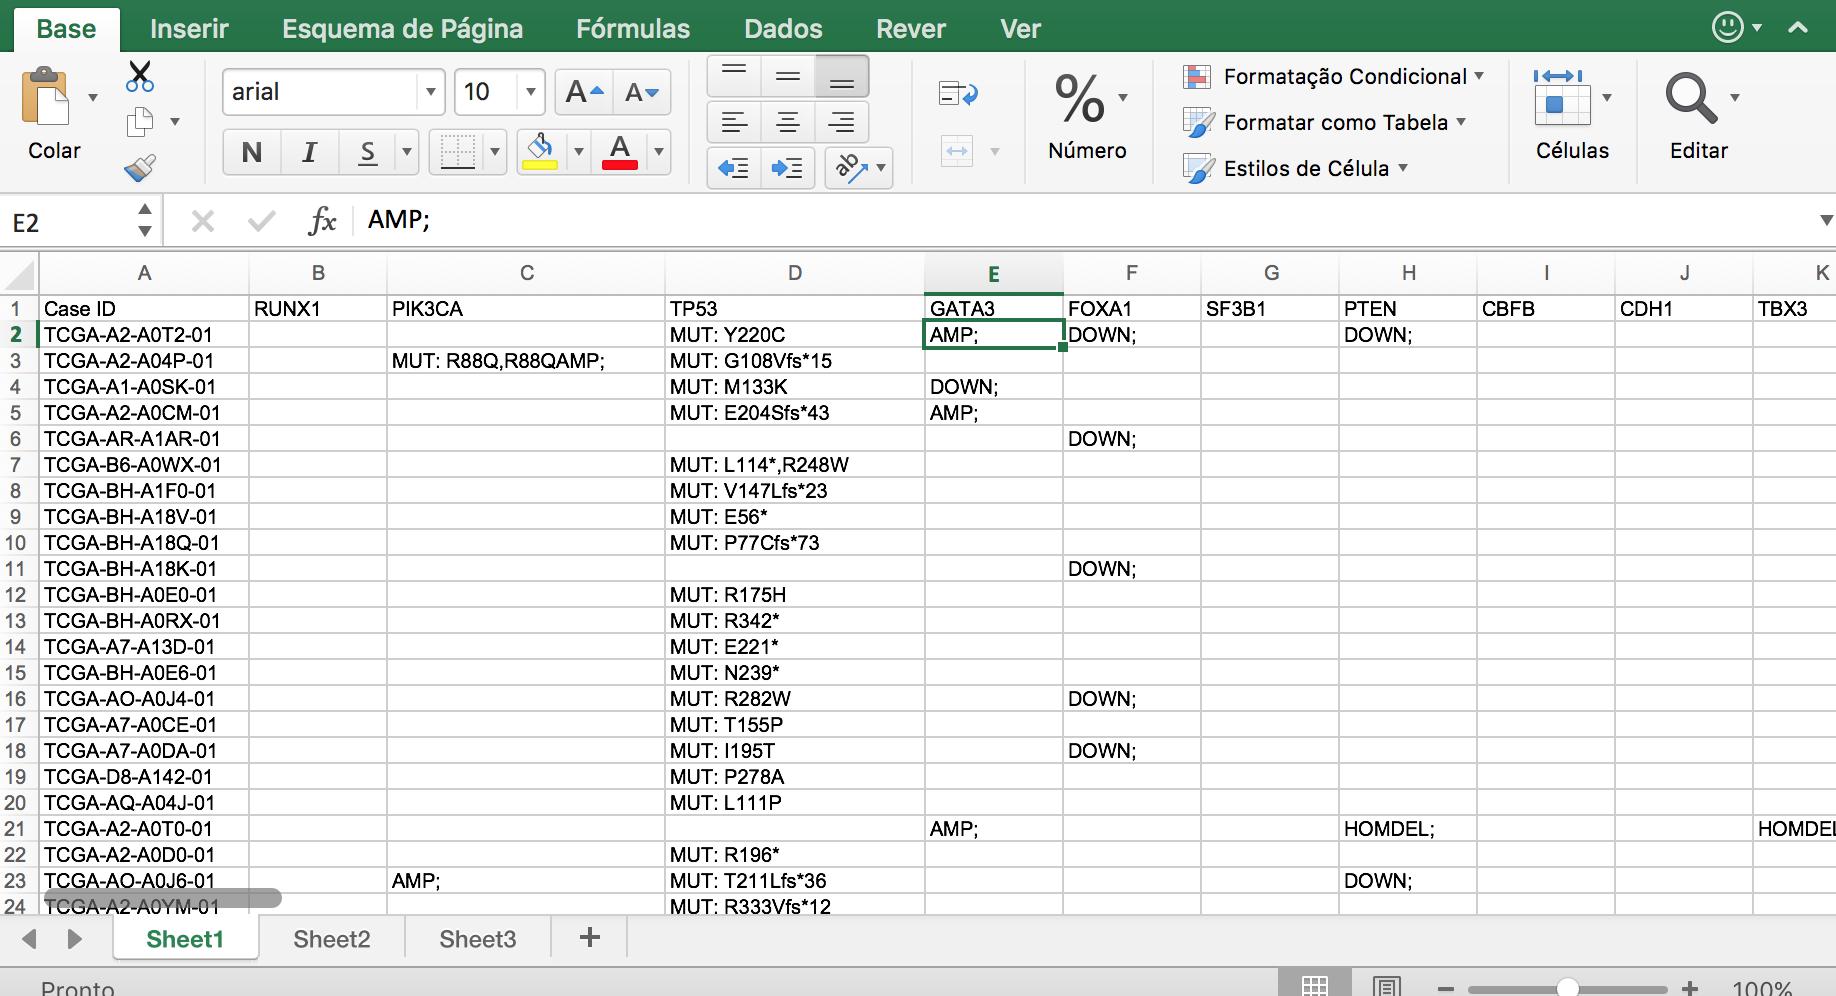 Base Inserir Esquema de Página Fórmulas Dados Rever Ver
Colar
arial 10 A A
N I S A
ab
%
Número
Formatação Condicional
Formatar como Tabela
Estilos de Célula
Células
Editar
E2 fx AMP;
A B C D E F G H I J K
1 Case ID RUNX1 PIK3CA TP53 GATA3 FOXA1 SF3B1 PTEN CBFB CDH1 TBX3
2 TCGA-A2-A0T2-01 MUT: Y220C AMP; DOWN; DOWN;
3 TCGA-A2-A04P-01 MUT: R88Q,R88QAMP; MUT: G108Vfs*15
4 TCGA-A1-A0SK-01 MUT: M133K DOWN;
5 TCGA-A2-A0CM-01 MUT: E204Sfs*43 AMP;
6 TCGA-AR-A1AR-01 DOWN;
7 TCGA-B6-A0WX-01 MUT: L114*,R248W
8 TCGA-BH-A1F0-01 MUT: V147Lfs*23
9 TCGA-BH-A18V-01 MUT: E56*
10 TCGA-BH-A18Q-01 MUT: P77Cfs*73
11 TCGA-BH-A18K-01 DOWN;
12 TCGA-BH-A0E0-01 MUT: R175H
13 TCGA-BH-A0RX-01 MUT: R342*
14 TCGA-A7-A13D-01 MUT: E221*
15 TCGA-BH-A0E6-01 MUT: N239*
16 TCGA-AO-A0J4-01 MUT: R282W DOWN;
17 TCGA-A7-A0CE-01 MUT: T155P
18 TCGA-A7-A0DA-01 MUT: I195T DOWN;
19 TCGA-D8-A142-01 MUT: P278A
20 TCGA-AQ-A04J-01 MUT: L111P
21 TCGA-A2-A0T0-01 AMP; HOMDEL; HOMDEL
22 TCGA-A2-A0D0-01 MUT: R196*
23 TCGA-AO-A0J6-01 AMP; MUT: T211Lfs*36 DOWN;
24 TCGA-A2-A0YM-01 MUT: R333Vfs*12
Sheet1 Sheet2 Sheet3 +
Pronto 100%